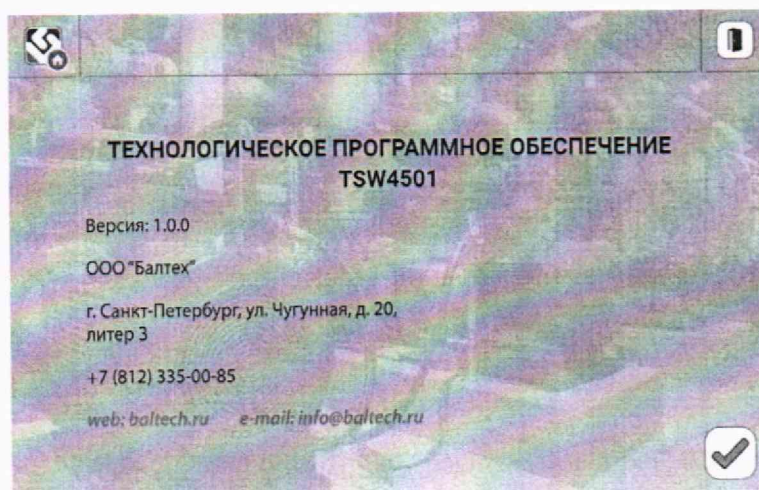 ТЕХНОЛОГИЧЕСКОЕ ПРОГРАММНОЕ ОБЕСПЕЧЕНИЕ
TSW4501
Версия: 1.0.0
ООО "Балтех"
г. Санкт-Петербург, ул. Чугунная, д. 20,
литер З
+7 (812) 335-00-85
web: baltech.ru e-mail: info@baltech.ru